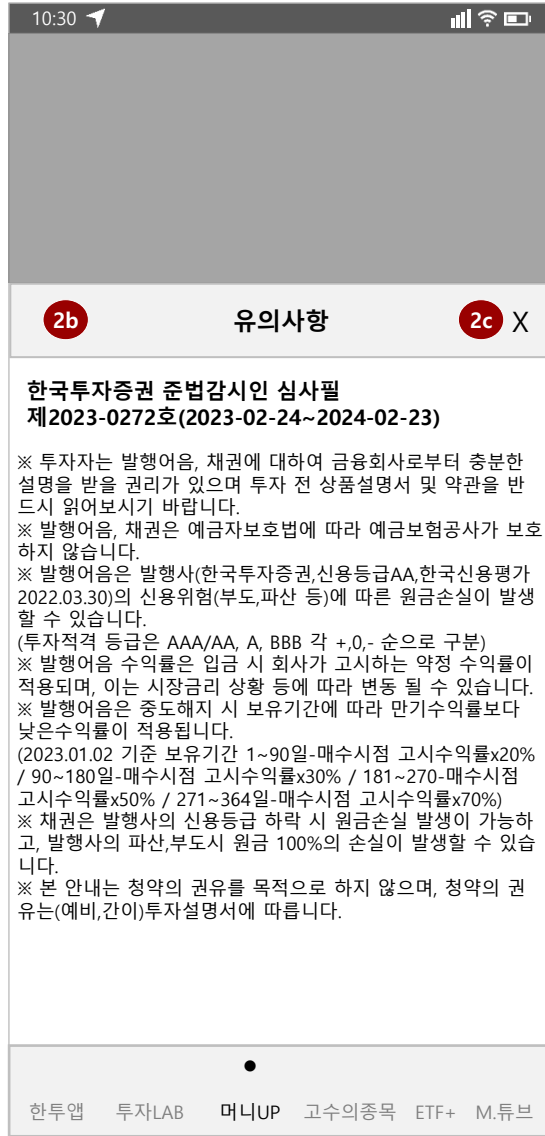 10:30
2b 유의사항 2c X
한국투자증권 준법감시인 심사필
제2023-0272호(2023-02-24~2024-02-23)
※ 투자자는 발행어음, 채권에 대하여 금융회사로부터 충분한
설명을 받을 권리가 있으며 투자 전 상품설명서 및 약관을 반
드시 읽어보시기 바랍니다.
※ 발행어음, 채권은 예금자보호법에 따라 예금보험공사가 보호
하지 않습니다.
※ 발행어음은 발행사(한국투자증권,신용등급AA,한국신용평가
2022.03.30)의 신용위험(부도,파산 등)에 따른 원금손실이 발생
할 수 있습니다.
(투자적격 등급은 AAA/AA, A, BBB 각 +,0,- 순으로 구분)
※ 발행어음 수익률은 입금 시 회사가 고시하는 약정 수익률이
적용되며, 이는 시장금리 상황 등에 따라 변동 될 수 있습니다.
※ 발행어음은 중도해지 시 보유기간에 따라 만기수익률보다
낮은수익률이 적용됩니다.
(2023.01.02 기준 보유기간 1~90일-매수시점 고시수익률x20%
/ 90~180일-매수시점 고시수익률x30% / 181~270-매수시점
고시수익률x50% / 271~364일-매수시점 고시수익률x70%)
※ 채권은 발행사의 신용등급 하락 시 원금손실 발생이 가능하
고, 발행사의 파산,부도시 원금 100%의 손실이 발생할 수 있습
니다.
※ 본 안내는 청약의 권유를 목적으로 하지 않으며, 청약의 권
유는(예비,간이)투자설명서에 따릅니다.
한투앱 투자LAB 머니UP 고수의종목 ETF+ M.튜브